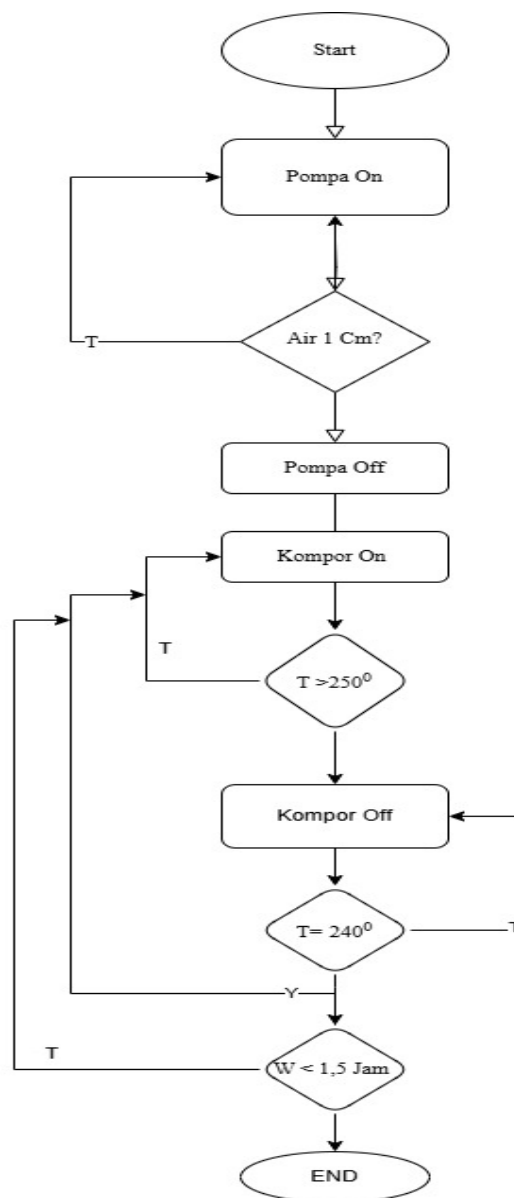 Start
Pompa On
Air 1 Cm?
T
Pompa Off
Kompor On
T
T >250⁰
Kompor Off
T= 240⁰
T
Y
T
W < 1,5 Jam
END